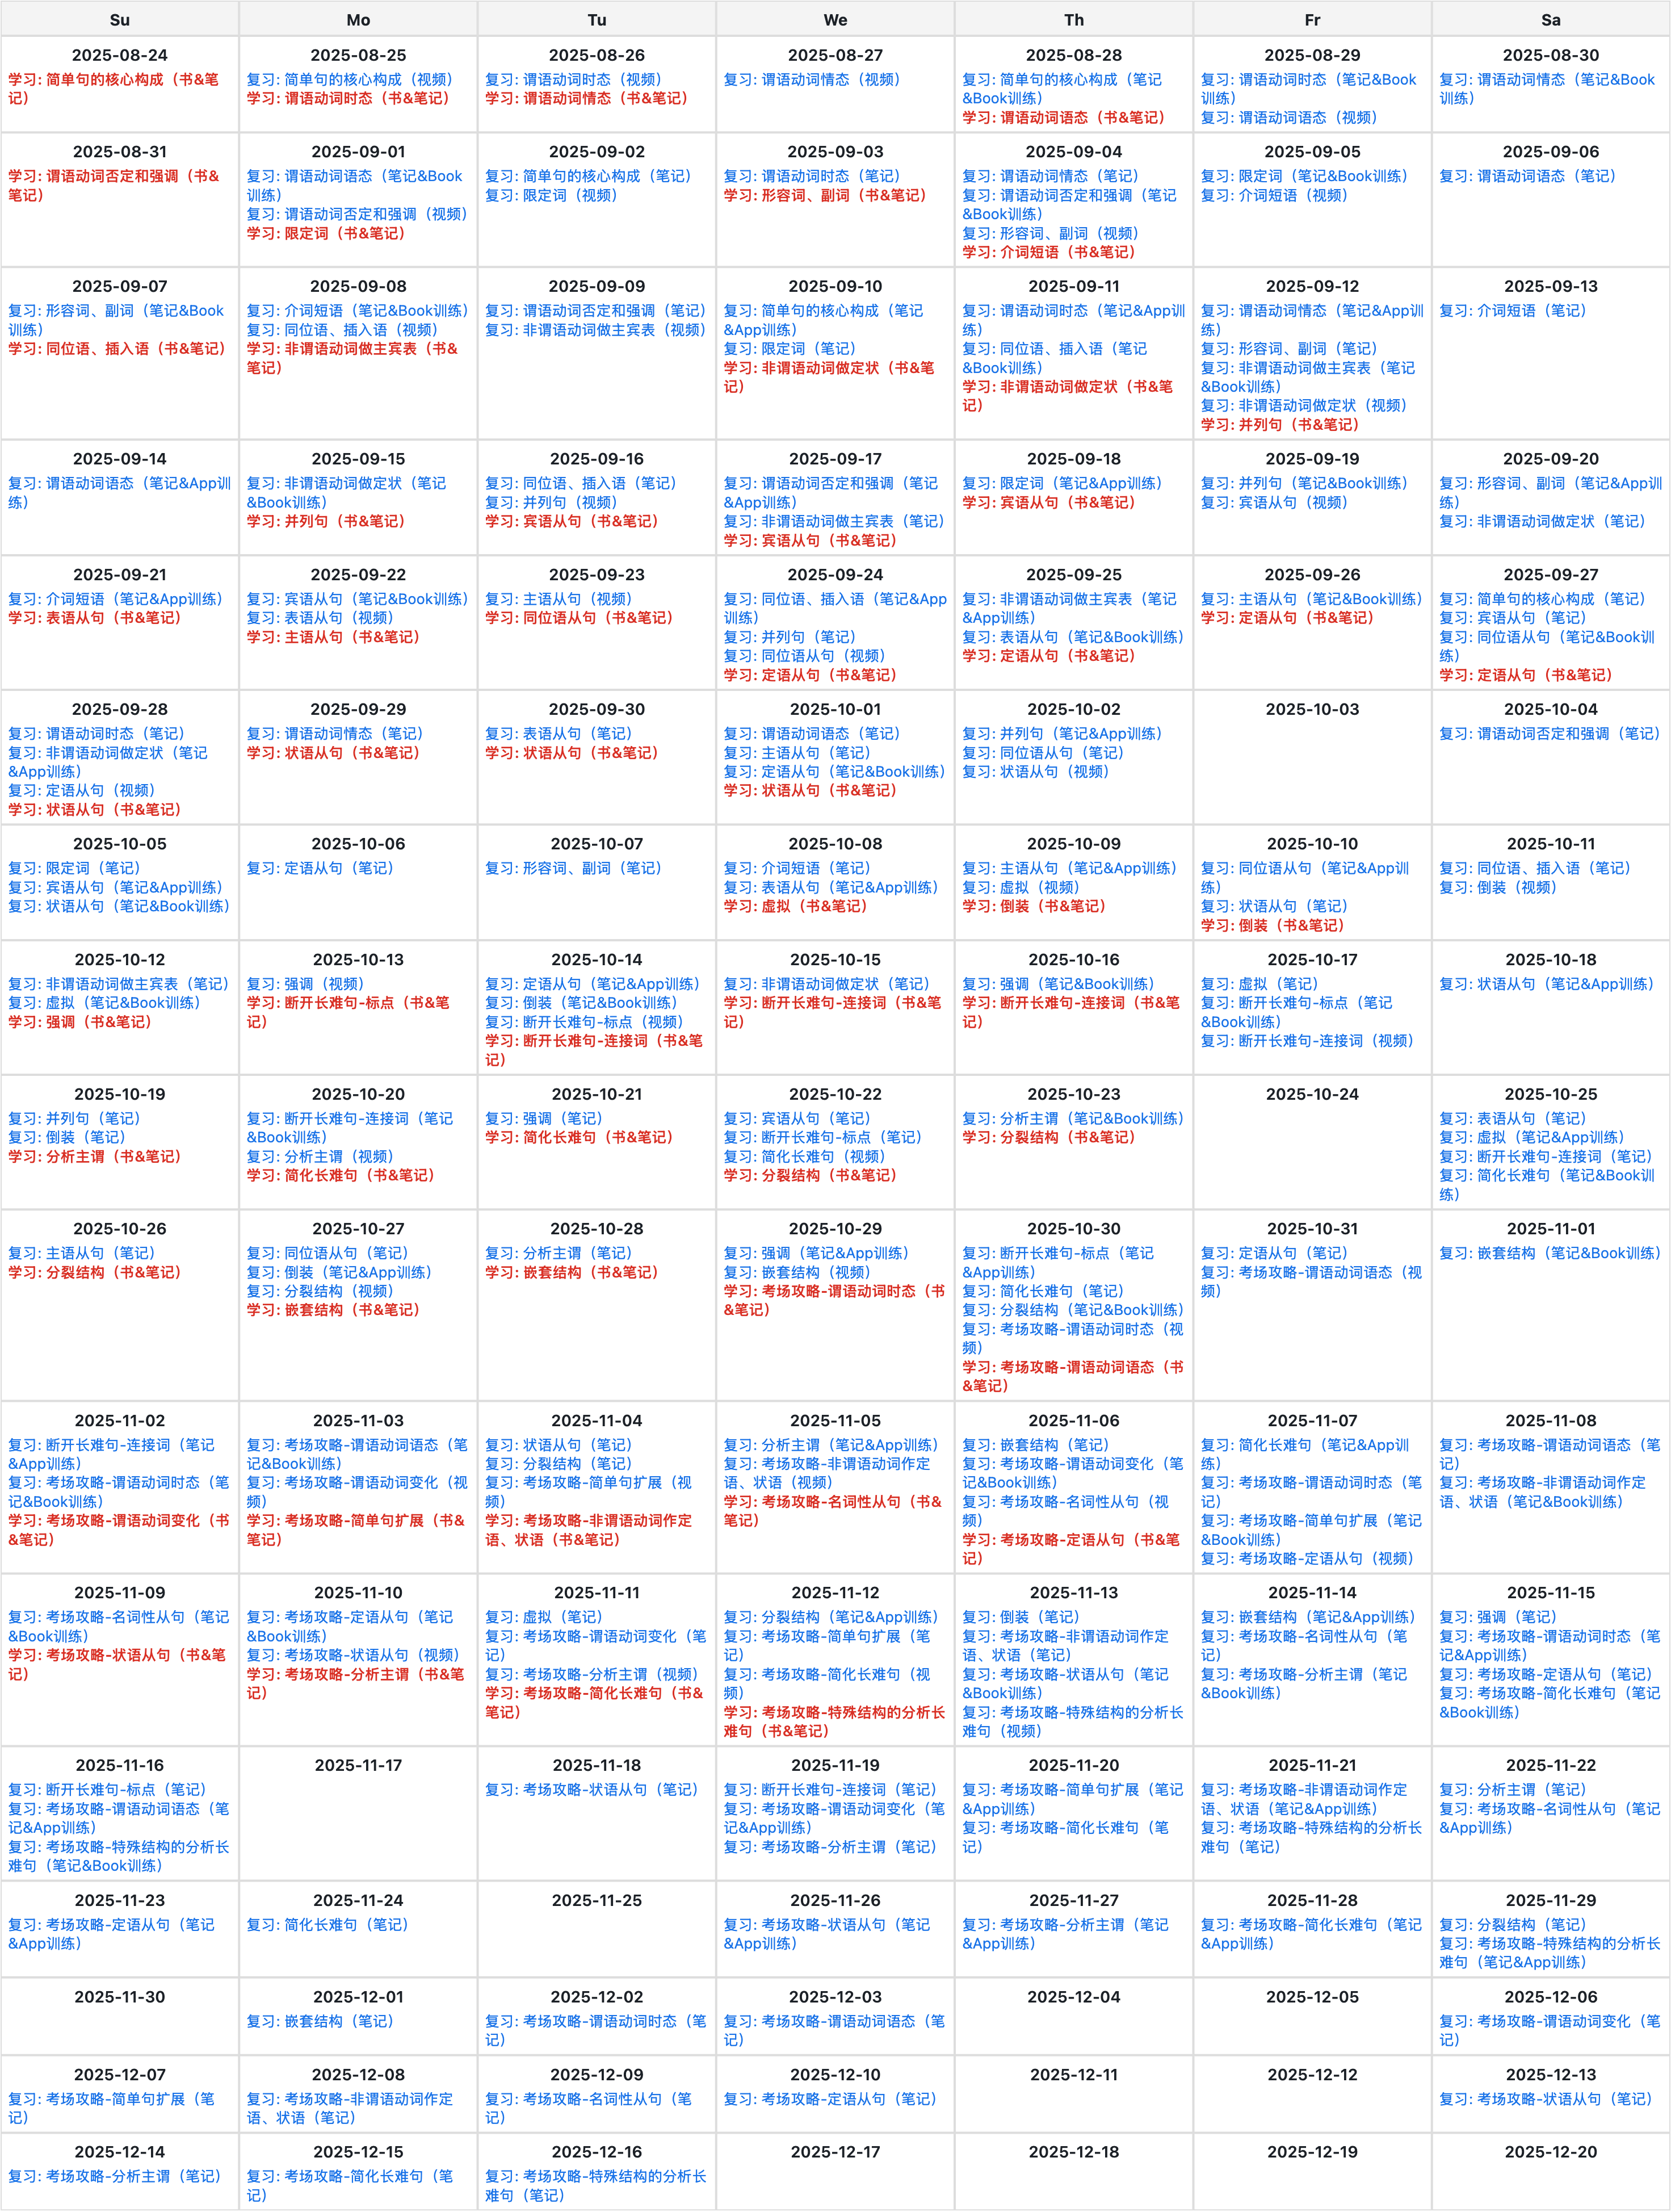 Su
Mo
Tu
We
Th
Fr
Sa
2025-08-24
学习: 简单句的核心构成（书&笔
记）
2025-08-25
复习: 简单句的核心构成（视频）
学习: 谓语动词时态（书&笔记）
2025-08-26
复习: 谓语动词时态（视频）
学习: 谓语动词情态（书&笔记）
2025-08-27
复习: 谓语动词情态（视频）
2025-08-28
复习: 简单句的核心构成（笔记
&Book训练）
学习: 谓语动词语态（书&笔记）
2025-08-29
复习: 谓语动词时态（笔记&Book
训练）
复习: 谓语动词语态（视频）
2025-08-30
复习: 谓语动词情态（笔记&Book
训练）
2025-08-31
学习: 谓语动词否定和强调（书&
笔记）
2025-09-01
复习: 谓语动词语态（笔记&Book
训练）
复习: 谓语动词否定和强调（视频）
学习: 限定词（书&笔记）
2025-09-02
复习: 简单句的核心构成（笔记）
复习: 限定词（视频）
2025-09-03
复习: 谓语动词时态（笔记）
学习: 形容词、副词（书&笔记）
2025-09-04
复习: 谓语动词情态（笔记）
复习: 谓语动词否定和强调（笔记
&Book训练）
复习: 形容词、副词（视频）
学习: 介词短语（书&笔记）
2025-09-05
复习: 限定词（笔记&Book训练）
复习: 介词短语（视频）
2025-09-06
复习: 谓语动词语态（笔记）
2025-09-07
复习: 形容词、副词（笔记&Book
训练）
学习: 同位语、插入语（书&笔记）
2025-09-08
复习: 介词短语（笔记&Book训练）
复习: 同位语、插入语（视频）
学习: 非谓语动词做主宾表（书&
笔记）
2025-09-09
复习: 谓语动词否定和强调（笔记）
复习: 非谓语动词做主宾表（视频）
2025-09-10
复习: 简单句的核心构成（笔记
&App训练）
复习: 限定词（笔记）
学习: 非谓语动词做定状（书&笔
记）
2025-09-11
复习: 谓语动词时态（笔记&App训
练）
复习: 同位语、插入语（笔记
&Book训练）
学习: 非谓语动词做定状（书&笔
记）
2025-09-12
复习: 谓语动词情态（笔记&App训
练）
复习: 形容词、副词（笔记）
复习: 非谓语动词做主宾表（笔记
&Book训练）
复习: 非谓语动词做定状（视频）
学习: 并列句（书&笔记）
2025-09-13
复习: 介词短语（笔记）
2025-09-14
复习: 谓语动词语态（笔记&App训
练）
2025-09-15
复习: 非谓语动词做定状（笔记
&Book训练）
学习: 并列句（书&笔记）
2025-09-16
复习: 同位语、插入语（笔记）
复习: 并列句（视频）
学习: 宾语从句（书&笔记）
2025-09-17
复习: 谓语动词否定和强调（笔记
&App训练）
复习: 非谓语动词做主宾表（笔记）
学习: 宾语从句（书&笔记）
2025-09-18
复习: 限定词（笔记&App训练）
学习: 宾语从句（书&笔记）
2025-09-19
复习: 并列句（笔记&Book训练）
复习: 宾语从句（视频）
2025-09-20
复习: 形容词、副词（笔记&App训
练）
复习: 非谓语动词做定状（笔记）
2025-09-21
复习: 介词短语（笔记&App训练）
学习: 表语从句（书&笔记）
2025-09-22
复习: 宾语从句（笔记&Book训练）
复习: 表语从句（视频）
学习: 主语从句（书&笔记）
2025-09-23
复习: 主语从句（视频）
学习: 同位语从句（书&笔记）
2025-09-24
复习: 同位语、插入语（笔记&App
训练）
复习: 并列句（笔记）
复习: 同位语从句（视频）
学习: 定语从句（书&笔记）
2025-09-25
复习: 非谓语动词做主宾表（笔记
&App训练）
复习: 表语从句（笔记&Book训练）
学习: 定语从句（书&笔记）
2025-09-26
复习: 主语从句（笔记&Book训练）
学习: 定语从句（书&笔记）
2025-09-27
复习: 简单句的核心构成（笔记）
复习: 宾语从句（笔记）
复习: 同位语从句（笔记&Book训
练）
学习: 定语从句（书&笔记）
2025-09-28
复习: 谓语动词时态（笔记）
复习: 非谓语动词做定状（笔记
&App训练）
复习: 定语从句（视频）
学习: 状语从句（书&笔记）
2025-09-29
复习: 谓语动词情态（笔记）
学习: 状语从句（书&笔记）
2025-09-30
复习: 表语从句（笔记）
学习: 状语从句（书&笔记）
2025-10-01
复习: 谓语动词语态（笔记）
复习: 主语从句（笔记）
复习: 定语从句（笔记&Book训练）
学习: 状语从句（书&笔记）
2025-10-02
复习: 并列句（笔记&App训练）
复习: 同位语从句（笔记）
复习: 状语从句（视频）
2025-10-03
2025-10-04
复习: 谓语动词否定和强调（笔记）
2025-10-05
复习: 限定词（笔记）
复习: 宾语从句（笔记&App训练）
复习: 状语从句（笔记&Book训练）
2025-10-06
复习: 定语从句（笔记）
2025-10-07
复习: 形容词、副词（笔记）
2025-10-08
复习: 介词短语（笔记）
复习: 表语从句（笔记&App训练）
学习: 虚拟（书&笔记）
2025-10-09
复习: 主语从句（笔记&App训练）
复习: 虚拟（视频）
学习: 倒装（书&笔记）
2025-10-10
复习: 同位语从句（笔记&App训
练）
复习: 状语从句（笔记）
学习: 倒装（书&笔记）
2025-10-11
复习: 同位语、插入语（笔记）
复习: 倒装（视频）
2025-10-12
复习: 非谓语动词做主宾表（笔记）
复习: 虚拟（笔记&Book训练）
学习: 强调（书&笔记）
2025-10-13
复习: 强调（视频）
学习: 断开长难句-标点（书&笔
记）
2025-10-14
复习: 定语从句（笔记&App训练）
复习: 倒装（笔记&Book训练）
复习: 断开长难句-标点（视频）
学习: 断开长难句-连接词（书&笔
记）
2025-10-15
复习: 非谓语动词做定状（笔记）
学习: 断开长难句-连接词（书&笔
记）
2025-10-16
复习: 强调（笔记&Book训练）
学习: 断开长难句-连接词（书&笔
记）
2025-10-17
复习: 虚拟（笔记）
复习: 断开长难句-标点（笔记
&Book训练）
复习: 断开长难句-连接词（视频）
2025-10-18
复习: 状语从句（笔记&App训练）
2025-10-19
复习: 并列句（笔记）
复习: 倒装（笔记）
学习: 分析主谓（书&笔记）
2025-10-20
复习: 断开长难句-连接词（笔记
&Book训练）
复习: 分析主谓（视频）
学习: 简化长难句（书&笔记）
2025-10-21
复习: 强调（笔记）
学习: 简化长难句（书&笔记）
2025-10-22
复习: 宾语从句（笔记）
复习: 断开长难句-标点（笔记）
复习: 简化长难句（视频）
学习: 分裂结构（书&笔记）
2025-10-23
复习: 分析主谓（笔记&Book训练）
学习: 分裂结构（书&笔记）
2025-10-24
2025-10-25
复习: 表语从句（笔记）
复习: 虚拟（笔记&App训练）
复习: 断开长难句-连接词（笔记）
复习: 简化长难句（笔记&Book训
练）
2025-10-26
复习: 主语从句（笔记）
学习: 分裂结构（书&笔记）
2025-10-27
复习: 同位语从句（笔记）
复习: 倒装（笔记&App训练）
复习: 分裂结构（视频）
学习: 嵌套结构（书&笔记）
2025-10-28
复习: 分析主谓（笔记）
学习: 嵌套结构（书&笔记）
2025-10-29
复习: 强调（笔记&App训练）
复习: 嵌套结构（视频）
学习: 考场攻略-谓语动词时态（书
&笔记）
2025-10-30
复习: 断开长难句-标点（笔记
&App训练）
复习: 简化长难句（笔记）
复习: 分裂结构（笔记&Book训练）
复习: 考场攻略-谓语动词时态（视
频）
学习: 考场攻略-谓语动词语态（书
&笔记）
2025-10-31
复习: 定语从句（笔记）
复习: 考场攻略-谓语动词语态（视
频）
2025-11-01
复习: 嵌套结构（笔记&Book训练）
2025-11-02
复习: 断开长难句-连接词（笔记
&App训练）
复习: 考场攻略-谓语动词时态（笔
记&Book训练）
学习: 考场攻略-谓语动词变化（书
&笔记）
2025-11-03
复习: 考场攻略-谓语动词语态（笔
记&Book训练）
复习: 考场攻略-谓语动词变化（视
频）
学习: 考场攻略-简单句扩展（书&
笔记）
2025-11-04
复习: 状语从句（笔记）
复习: 分裂结构（笔记）
复习: 考场攻略-简单句扩展（视
频）
学习: 考场攻略-非谓语动词作定
语、状语（书&笔记）
2025-11-05
复习: 分析主谓（笔记&App训练）
复习: 考场攻略-非谓语动词作定
语、状语（视频）
学习: 考场攻略-名词性从句（书&
笔记）
2025-11-06
复习: 嵌套结构（笔记）
复习: 考场攻略-谓语动词变化（笔
记&Book训练）
复习: 考场攻略-名词性从句（视
频）
学习: 考场攻略-定语从句（书&笔
记）
2025-11-07
复习: 简化长难句（笔记&App训
练）
复习: 考场攻略-谓语动词时态（笔
记）
复习: 考场攻略-简单句扩展（笔记
&Book训练）
复习: 考场攻略-定语从句（视频）
2025-11-08
复习: 考场攻略-谓语动词语态（笔
记）
复习: 考场攻略-非谓语动词作定
语、状语（笔记&Book训练）
2025-11-09
复习: 考场攻略-名词性从句（笔记
&Book训练）
学习: 考场攻略-状语从句（书&笔
记）
2025-11-10
复习: 考场攻略-定语从句（笔记
&Book训练）
复习: 考场攻略-状语从句（视频）
学习: 考场攻略-分析主谓（书&笔
记）
2025-11-11
复习: 虚拟（笔记）
复习: 考场攻略-谓语动词变化（笔
记）
复习: 考场攻略-分析主谓（视频）
学习: 考场攻略-简化长难句（书&
笔记）
2025-11-12
复习: 分裂结构（笔记&App训练）
复习: 考场攻略-简单句扩展（笔
记）
复习: 考场攻略-简化长难句（视
频）
学习: 考场攻略-特殊结构的分析长
难句（书&笔记）
2025-11-13
复习: 倒装（笔记）
复习: 考场攻略-非谓语动词作定
语、状语（笔记）
复习: 考场攻略-状语从句（笔记
&Book训练）
复习: 考场攻略-特殊结构的分析长
难句（视频）
2025-11-14
复习: 嵌套结构（笔记&App训练）
复习: 考场攻略-名词性从句（笔
记）
复习: 考场攻略-分析主谓（笔记
&Book训练）
2025-11-15
复习: 强调（笔记）
复习: 考场攻略-谓语动词时态（笔
记&App训练）
复习: 考场攻略-定语从句（笔记）
复习: 考场攻略-简化长难句（笔记
&Book训练）
2025-11-16
复习: 断开长难句-标点（笔记）
复习: 考场攻略-谓语动词语态（笔
记&App训练）
复习: 考场攻略-特殊结构的分析长
难句（笔记&Book训练）
2025-11-17
2025-11-18
复习: 考场攻略-状语从句（笔记）
2025-11-19
复习: 断开长难句-连接词（笔记）
复习: 考场攻略-谓语动词变化（笔
记&App训练）
复习: 考场攻略-分析主谓（笔记）
2025-11-20
复习: 考场攻略-简单句扩展（笔记
&App训练）
复习: 考场攻略-简化长难句（笔
记）
2025-11-21
复习: 考场攻略-非谓语动词作定
语、状语（笔记&App训练）
复习: 考场攻略-特殊结构的分析长
难句（笔记）
2025-11-22
复习: 分析主谓（笔记）
复习: 考场攻略-名词性从句（笔记
&App训练）
2025-11-23
复习: 考场攻略-定语从句（笔记
&App训练）
2025-11-24
复习: 简化长难句（笔记）
2025-11-25
2025-11-26
复习: 考场攻略-状语从句（笔记
&App训练）
2025-11-27
复习: 考场攻略-分析主谓（笔记
&App训练）
2025-11-28
复习: 考场攻略-简化长难句（笔记
&App训练）
2025-11-29
复习: 分裂结构（笔记）
复习: 考场攻略-特殊结构的分析长
难句（笔记&App训练）
2025-11-30
2025-12-01
复习: 嵌套结构（笔记）
2025-12-02
复习: 考场攻略-谓语动词时态（笔
记）
2025-12-03
复习: 考场攻略-谓语动词语态（笔
记）
2025-12-04
2025-12-05
2025-12-06
复习: 考场攻略-谓语动词变化（笔
记）
2025-12-07
复习: 考场攻略-简单句扩展（笔
记）
2025-12-08
复习: 考场攻略-非谓语动词作定
语、状语（笔记）
2025-12-09
复习: 考场攻略-名词性从句（笔
记）
2025-12-10
复习: 考场攻略-定语从句（笔记）
2025-12-11
2025-12-12
2025-12-13
复习: 考场攻略-状语从句（笔记）
2025-12-14
复习: 考场攻略-分析主谓（笔记）
2025-12-15
复习: 考场攻略-简化长难句（笔
记）
2025-12-16
复习: 考场攻略-特殊结构的分析长
难句（笔记）
2025-12-17
2025-12-18
2025-12-19
2025-12-20